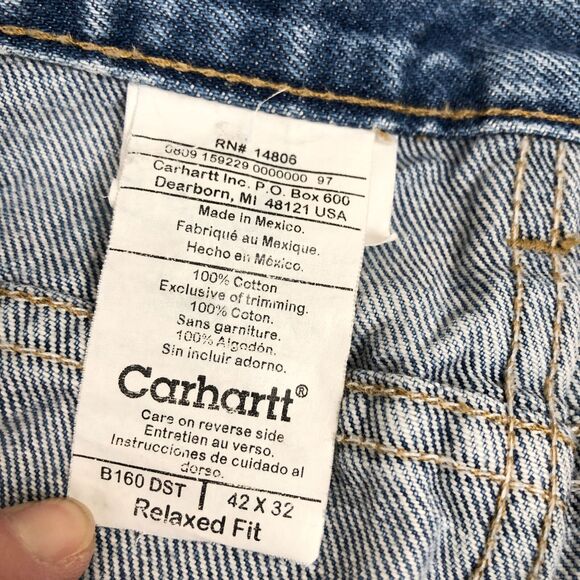 RN# 14806
0809 159229 0000000 97
Carhartt Inc. P.O. Box 600
Dearborn, MI 48121 USA
Made in Mexico.
Fabriqué au Mexique.
Hecho en México.
100% Cotton
Exclusive of trimming.
100% Coton.
Sans garniture.
100% Algodón.
Sin incluir adorno.
Carhartt®
Care on reverse side
Entretien au verso.
Instrucciones de cuidado al
dorso.
B160 DST 42 X 32
Relaxed Fit